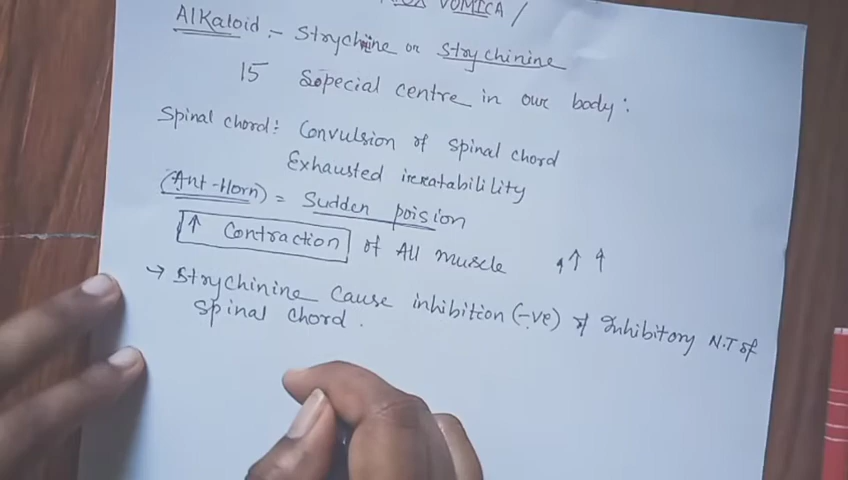 VOMICA /
Alkaloid :- Strychine or Strychinine
15 Sopecial centre in our body :
Spinal chord : Convulsion of spinal chord
Exhausted irreatability
(Ant-Horn) = Sudden poision
↑ Contraction of All muscle ↑ ↑ ↑
→ Strychinine cause inhibition (-ve) of Inhibitory N.T of
spinal chord .